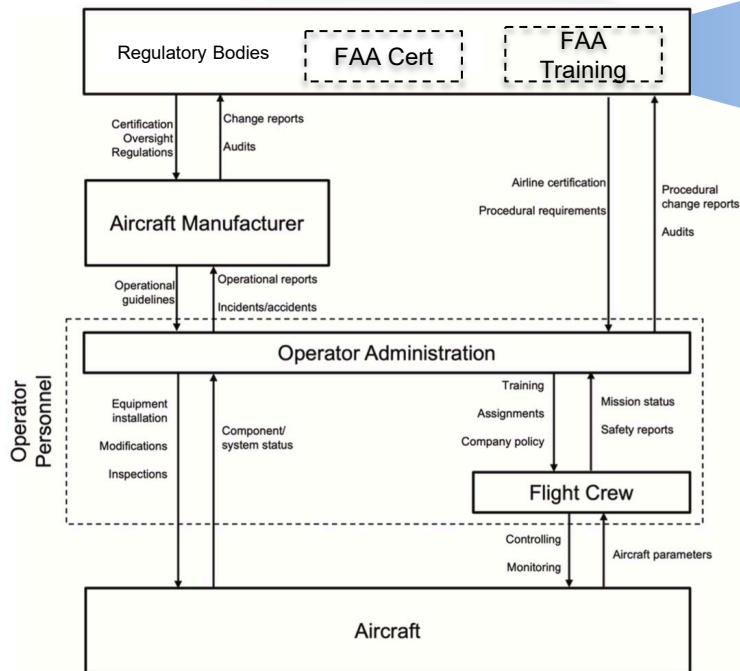 Regulatory Bodies
FAA Cert
FAA
Training
Certification
Oversight
Regulations
Change reports
Audits
Airline certification
Procedural requirements
Procedural
change reports
Audits
Aircraft Manufacturer
Operational
guidelines
Operational reports
Incidents/accidents
Operator
Personnel
Operator Administration
Equipment
installation
Modifications
Inspections
Component/
system status
Training
Assignments
Company policy
Mission status
Safety reports
Flight Crew
Controlling
Monitoring
Aircraft parameters
Aircraft